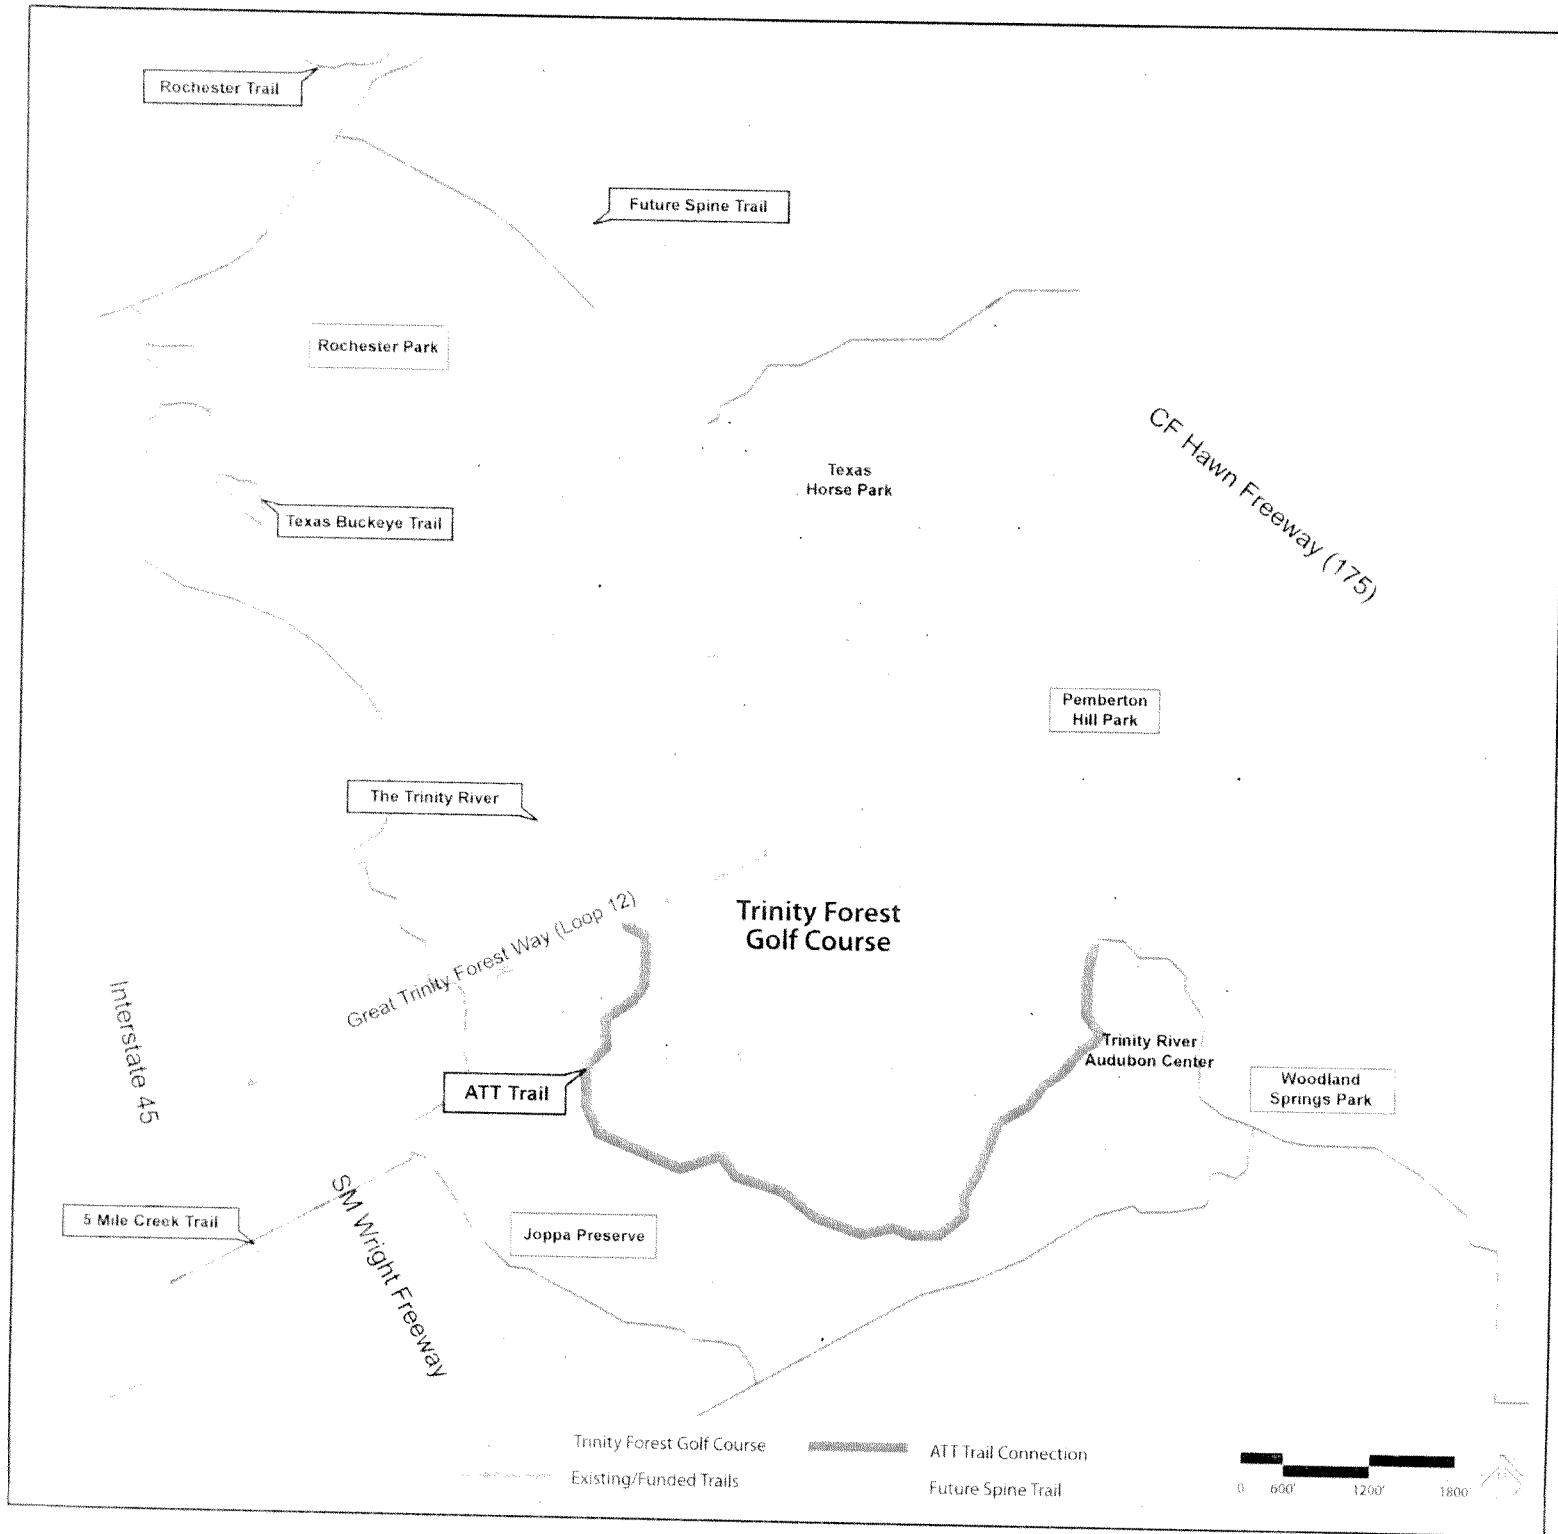 Rochester Trail
Future Spine Trail
Rochester Park
CF Hawn Freeway (175)
Texas
Horse Park
Texas Buckeye Trail
Pemberton
Hill Park
The Trinity River
Great Trinity Forest Way (Loop 12)
Trinity Forest
Golf Course
Interstate 45
Trinity River
Audubon Center
ATT Trail
Woodland
Springs Park
SM Wright Freeway
5 Mile Creek Trail
Joppa Preserve
Trinity Forest Golf Course
ATT Trail Connection
Existing/Funded Trails
Future Spine Trail
0 600' 1200' 1800'